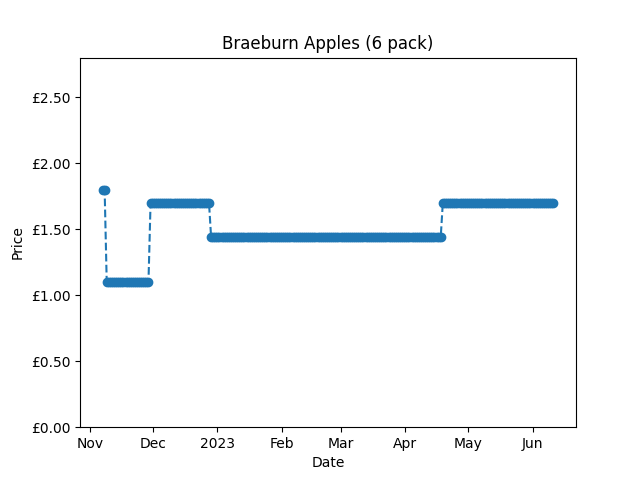 Braeburn Apples (6 pack)
£2.50
£2.00
£1.50
£1.00
£0.50
£0.00
Price
Nov Dec 2023 Feb Mar Apr May Jun
Date